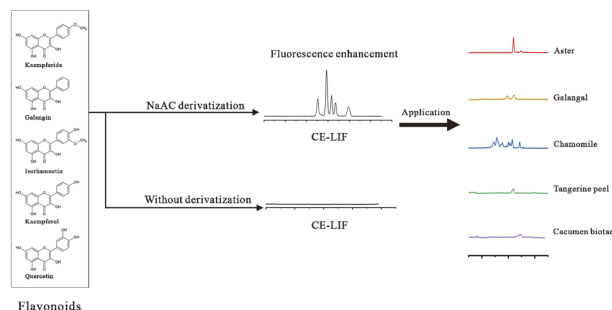 Kaempferide
Galangin
Isorhamnetin
Kaempferol
Quercetin
Flavonoids
NaAC derivatization
Without derivatization
Fluorescence enhancement
CE-LIF
CE-LIF
Application
Aster
Galangal
Chamomile
Tangerine peel
Cacumen biotae